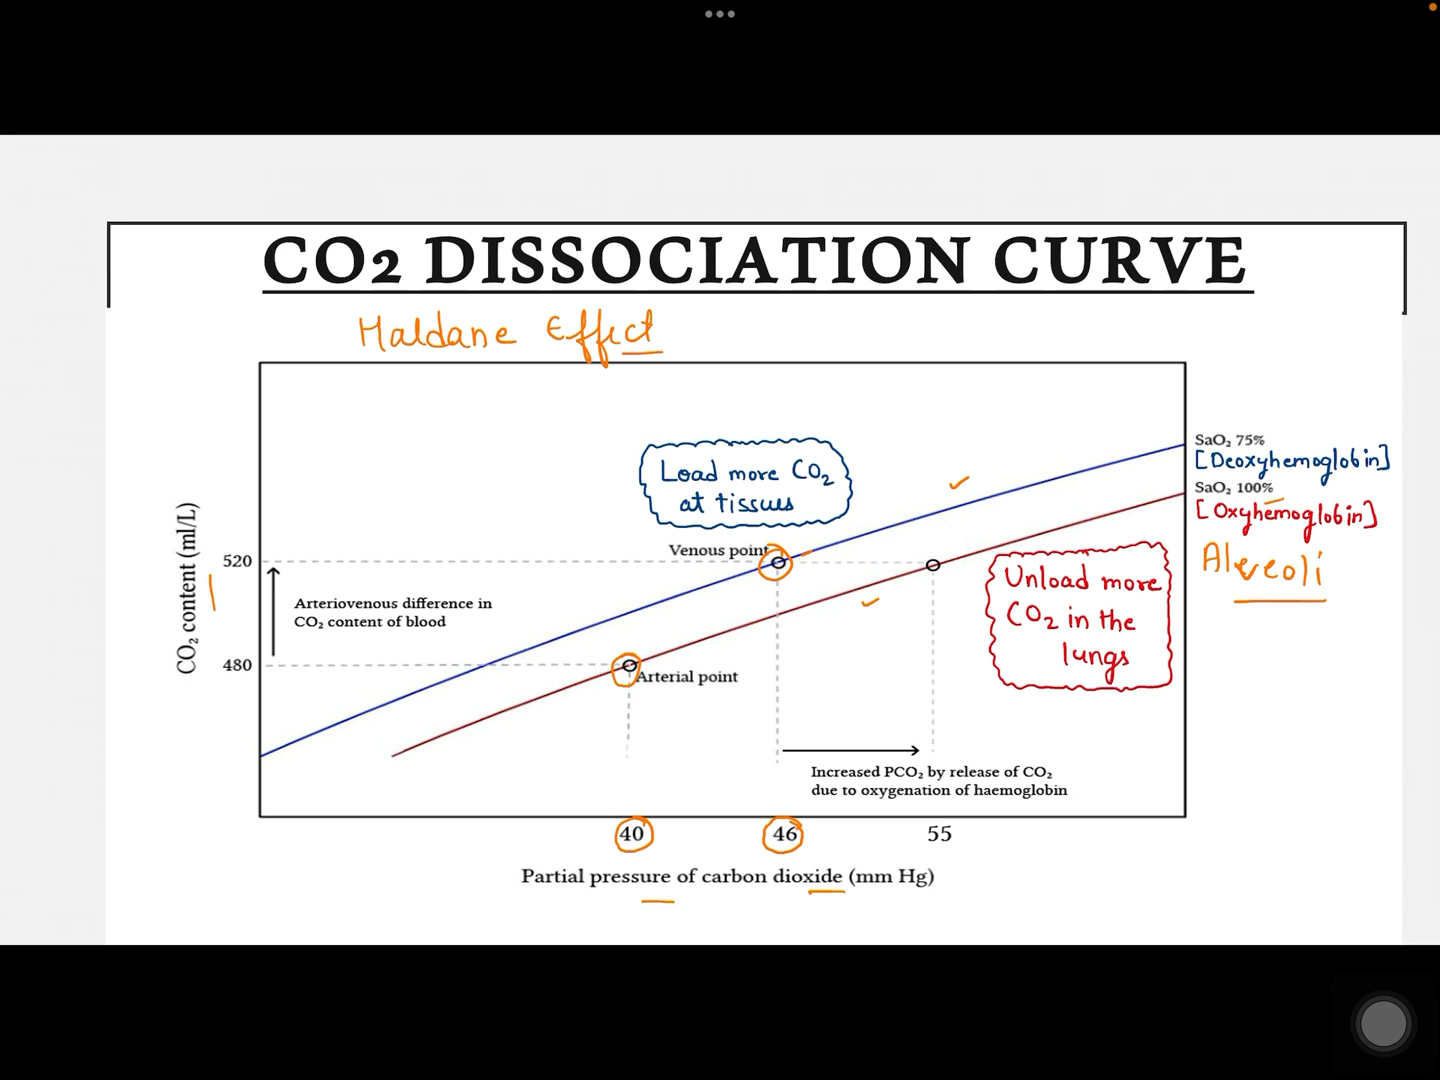 CO2 DISSOCIATION CURVE
Haldane Effect
SaO₂ 75%
[Deoxyhemoglobin]
SaO₂ 100%
[Oxyhemoglobin]
Alveoli
Load more CO₂
at tissues
Venous point
520
CO₂ content (ml/L)
Arteriovenous difference in
CO₂ content of blood
Unload more
CO₂ in the
lungs
480
Arterial point
Increased PCO₂ by release of CO₂
due to oxygenation of haemoglobin
40 46 55
Partial pressure of carbon dioxide (mm Hg)